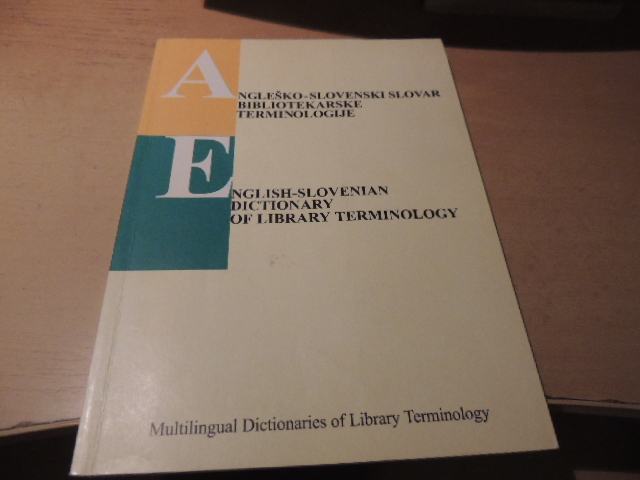 ANGLEŠKO-SLOVENSKI SLOVAR
BIBLIOTEKARSKE
TERMINOLOGIJE
ENGLISH-SLOVENIAN
DICTIONARY
OF LIBRARY TERMINOLOGY
Multilingual Dictionaries of Library Terminology